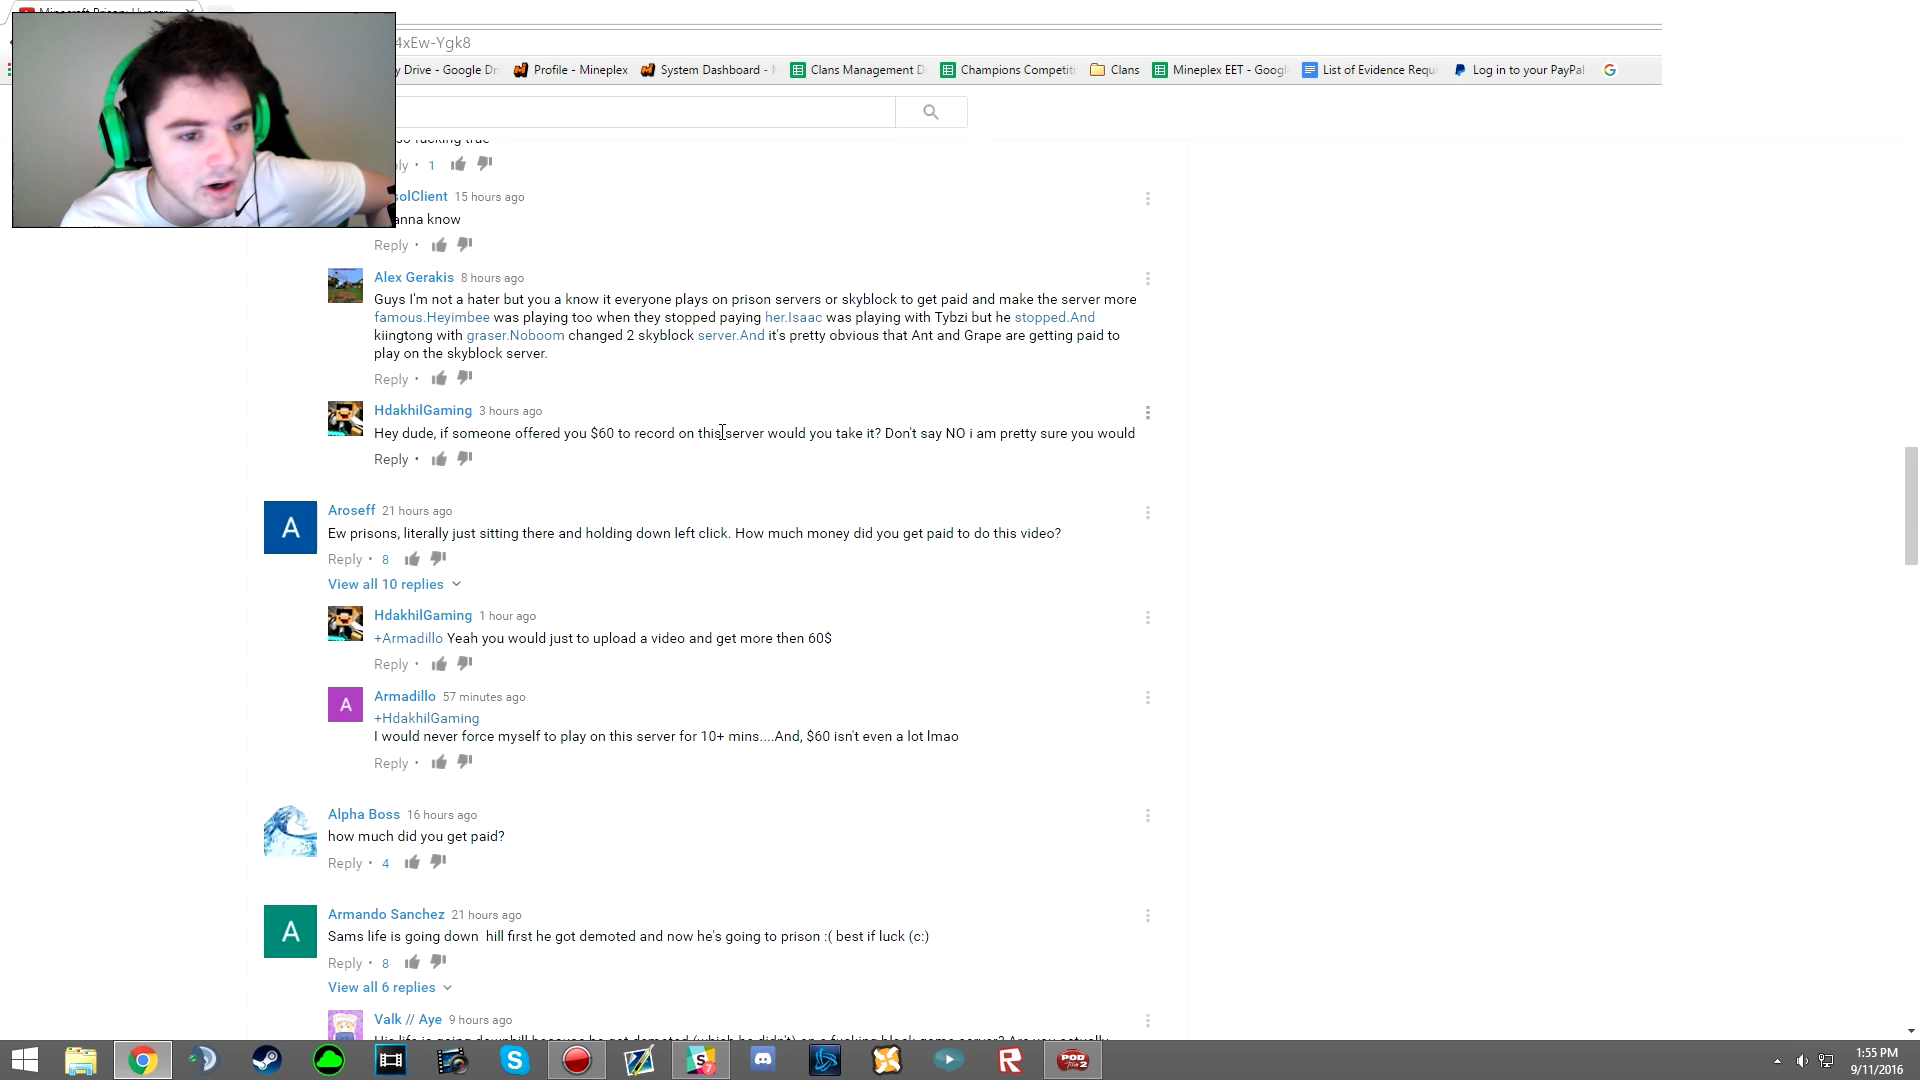 4xEw-Ygk8
y Drive - Google Dr
Profile - Mineplex
System Dashboard -
Clans Management D
Champions Competiti
Clans
Mineplex EET - Googl
List of Evidence Requ
Log in to your PayPal
so fucking true
ply • 1
solClient 15 hours ago
anna know
Reply •
Alex Gerakis 8 hours ago
Guys I'm not a hater but you a know it everyone plays on prison servers or skyblock to get paid and make the server more
famous.Heyimbee was playing too when they stopped paying her.Isaac was playing with Tybzi but he stopped.And
kiingtong with graser.Noboom changed 2 skyblock server.And it's pretty obvious that Ant and Grape are getting paid to
play on the skyblock server.
Reply •
HdakhilGaming 3 hours ago
Hey dude, if someone offered you $60 to record on this server would you take it? Don't say NO i am pretty sure you would
Reply •
A
Aroseff 21 hours ago
Ew prisons, literally just sitting there and holding down left click. How much money did you get paid to do this video?
Reply • 8
View all 10 replies
HdakhilGaming 1 hour ago
+Armadillo Yeah you would just to upload a video and get more then 60$
Reply •
A
Armadillo 57 minutes ago
+HdakhilGaming
I would never force myself to play on this server for 10+ mins....And, $60 isn't even a lot lmao
Reply •
Alpha Boss 16 hours ago
how much did you get paid?
Reply • 4
A
Armando Sanchez 21 hours ago
Sams life is going down  hill first he got demoted and now he's going to prison :( best if luck (c:)
Reply • 8
View all 6 replies
Valk // Aye 9 hours ago
POD
7
1:55 PM
9/11/2016